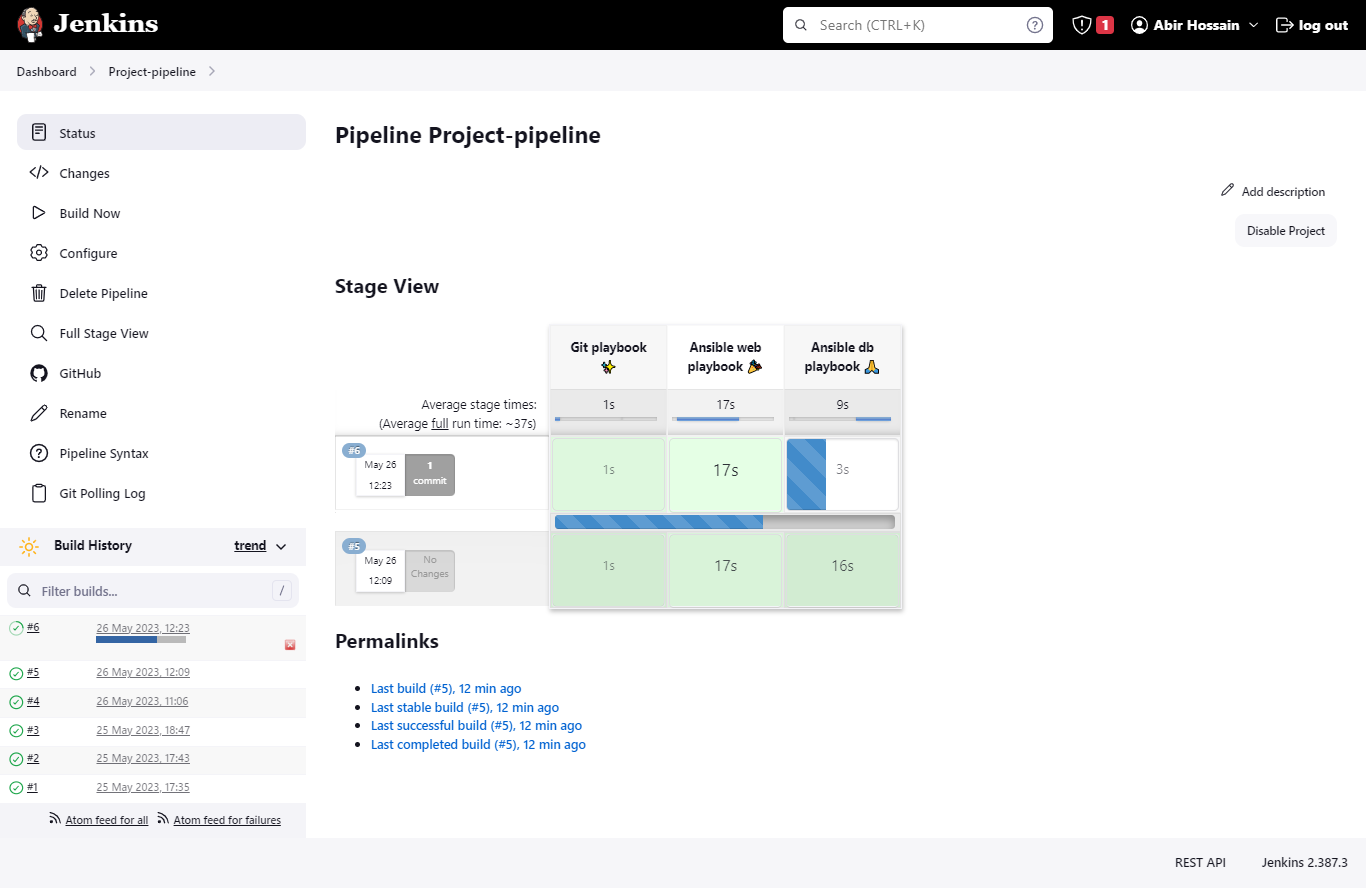 Jenkins
Search (CTRL+K)
?
1
Abir Hossain
log out
Dashboard
Project-pipeline
Status
Changes
Build Now
Configure
Delete Pipeline
Full Stage View
GitHub
Rename
Pipeline Syntax
Git Polling Log
Build History
trend
Filter builds...
/
#6
26 May 2023, 12:23
#5
26 May 2023, 12:09
#4
26 May 2023, 11:06
#3
25 May 2023, 18:47
#2
25 May 2023, 17:43
#1
25 May 2023, 17:35
Atom feed for all
Atom feed for failures
Pipeline Project-pipeline
Add description
Disable Project
Stage View
Git playbook ✨
Ansible web
playbook 🎉
Ansible db
playbook 🙏
Average stage times:
(Average full run time: ~37s)
1s
17s
9s
#6
May 26
12:23
1
commit
1s
17s
3s
#5
May 26
12:09
No
Changes
1s
17s
16s
Permalinks
Last build (#5), 12 min ago
Last stable build (#5), 12 min ago
Last successful build (#5), 12 min ago
Last completed build (#5), 12 min ago
REST API
Jenkins 2.387.3